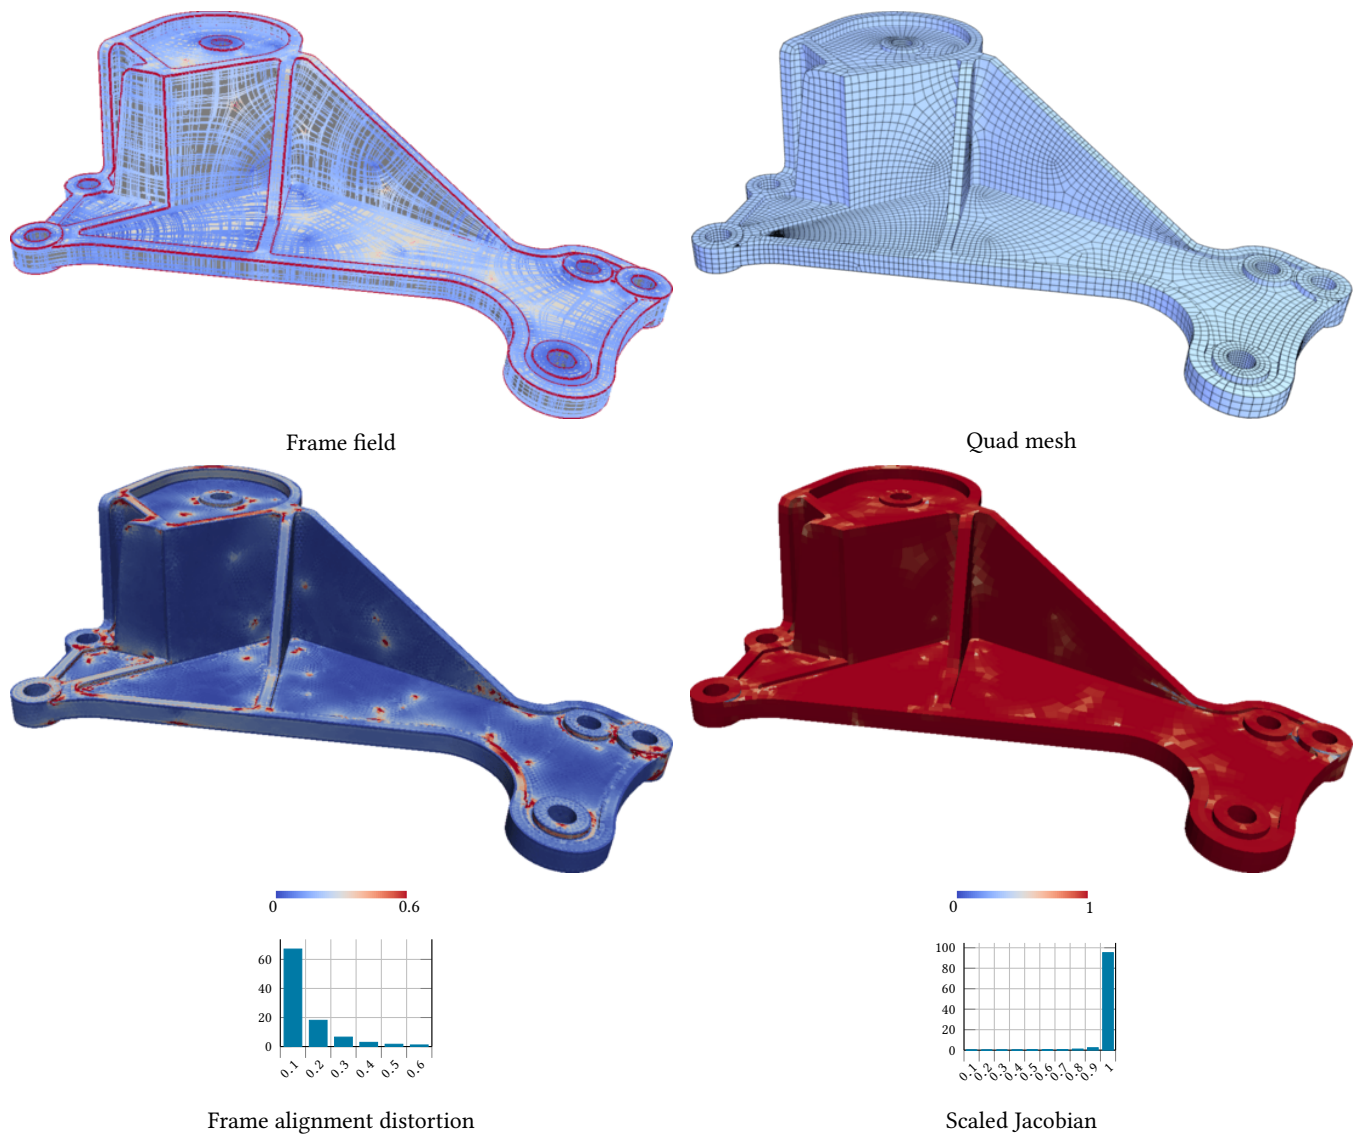 Frame field
Quad mesh
0 0.6
0 1
60
40
20
0
0.1 0.2 0.3 0.4 0.5 0.6
Frame alignment distortion
100
80
60
40
20
0
0.1 0.2 0.3 0.4 0.5 0.6 0.7 0.8 0.9 1
Scaled Jacobian